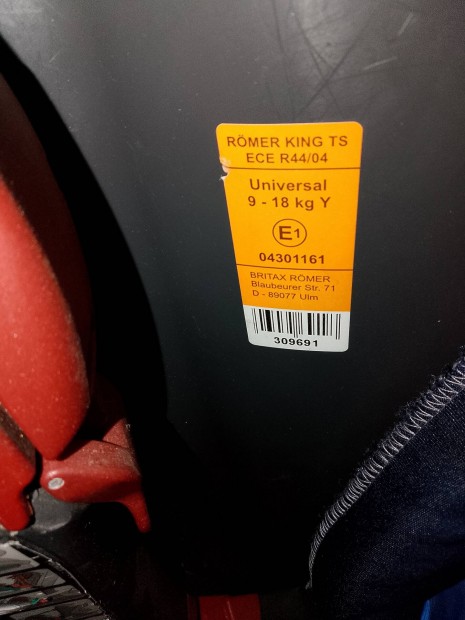 RÖMER KING TS
ECE R44/04
Universal
9 - 18 kg Y
E1
04301161
BRITAX RÖMER
Blaubeurer Str. 71
D - 89077 Ulm
309691